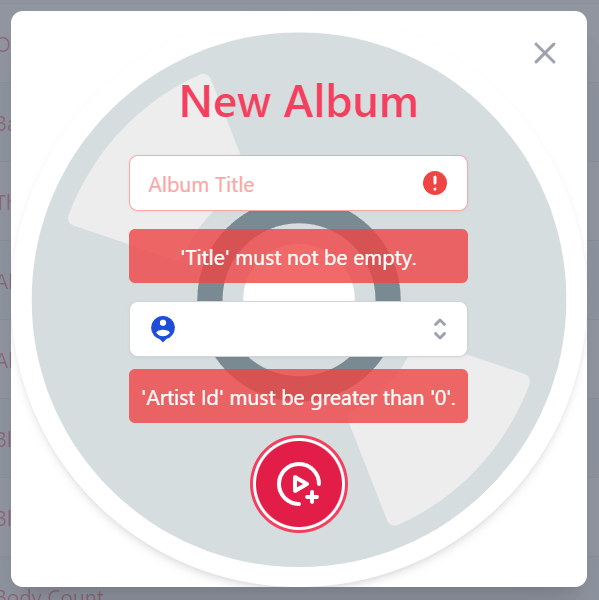 New Album
Album Title
'Title' must not be empty.
'Artist Id' must be greater than '0'.
Body Count